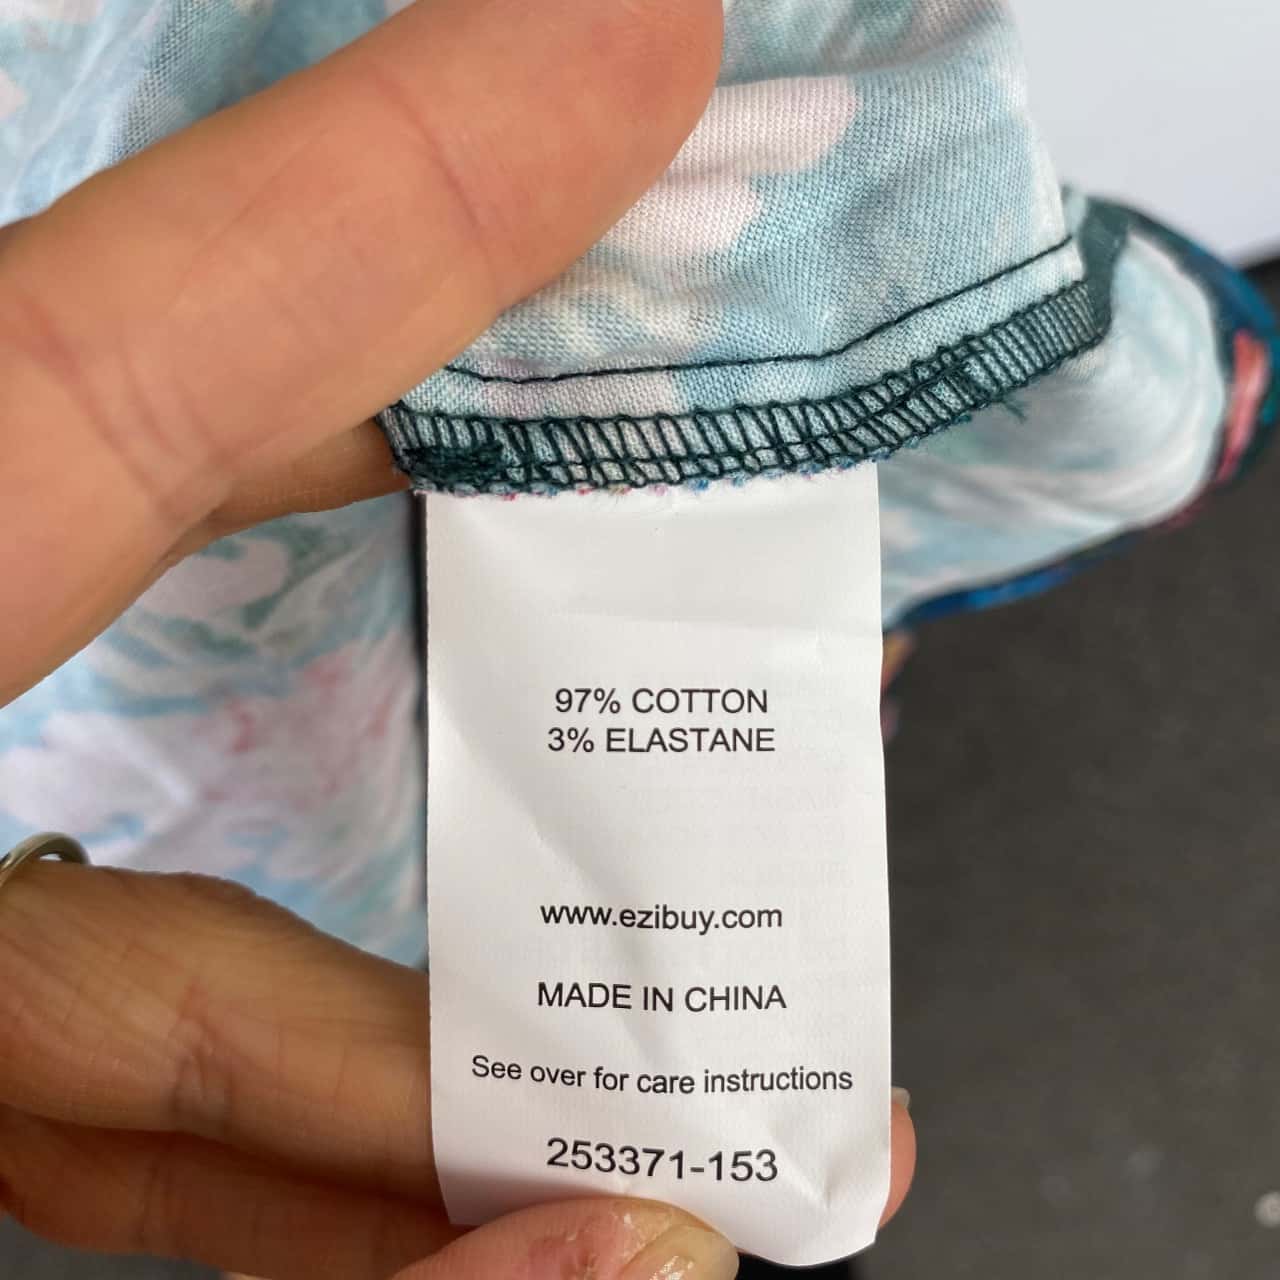 97% COTTON
3% ELASTANE
www.ezibuy.com
MADE IN CHINA
See over for care instructions
253371-153